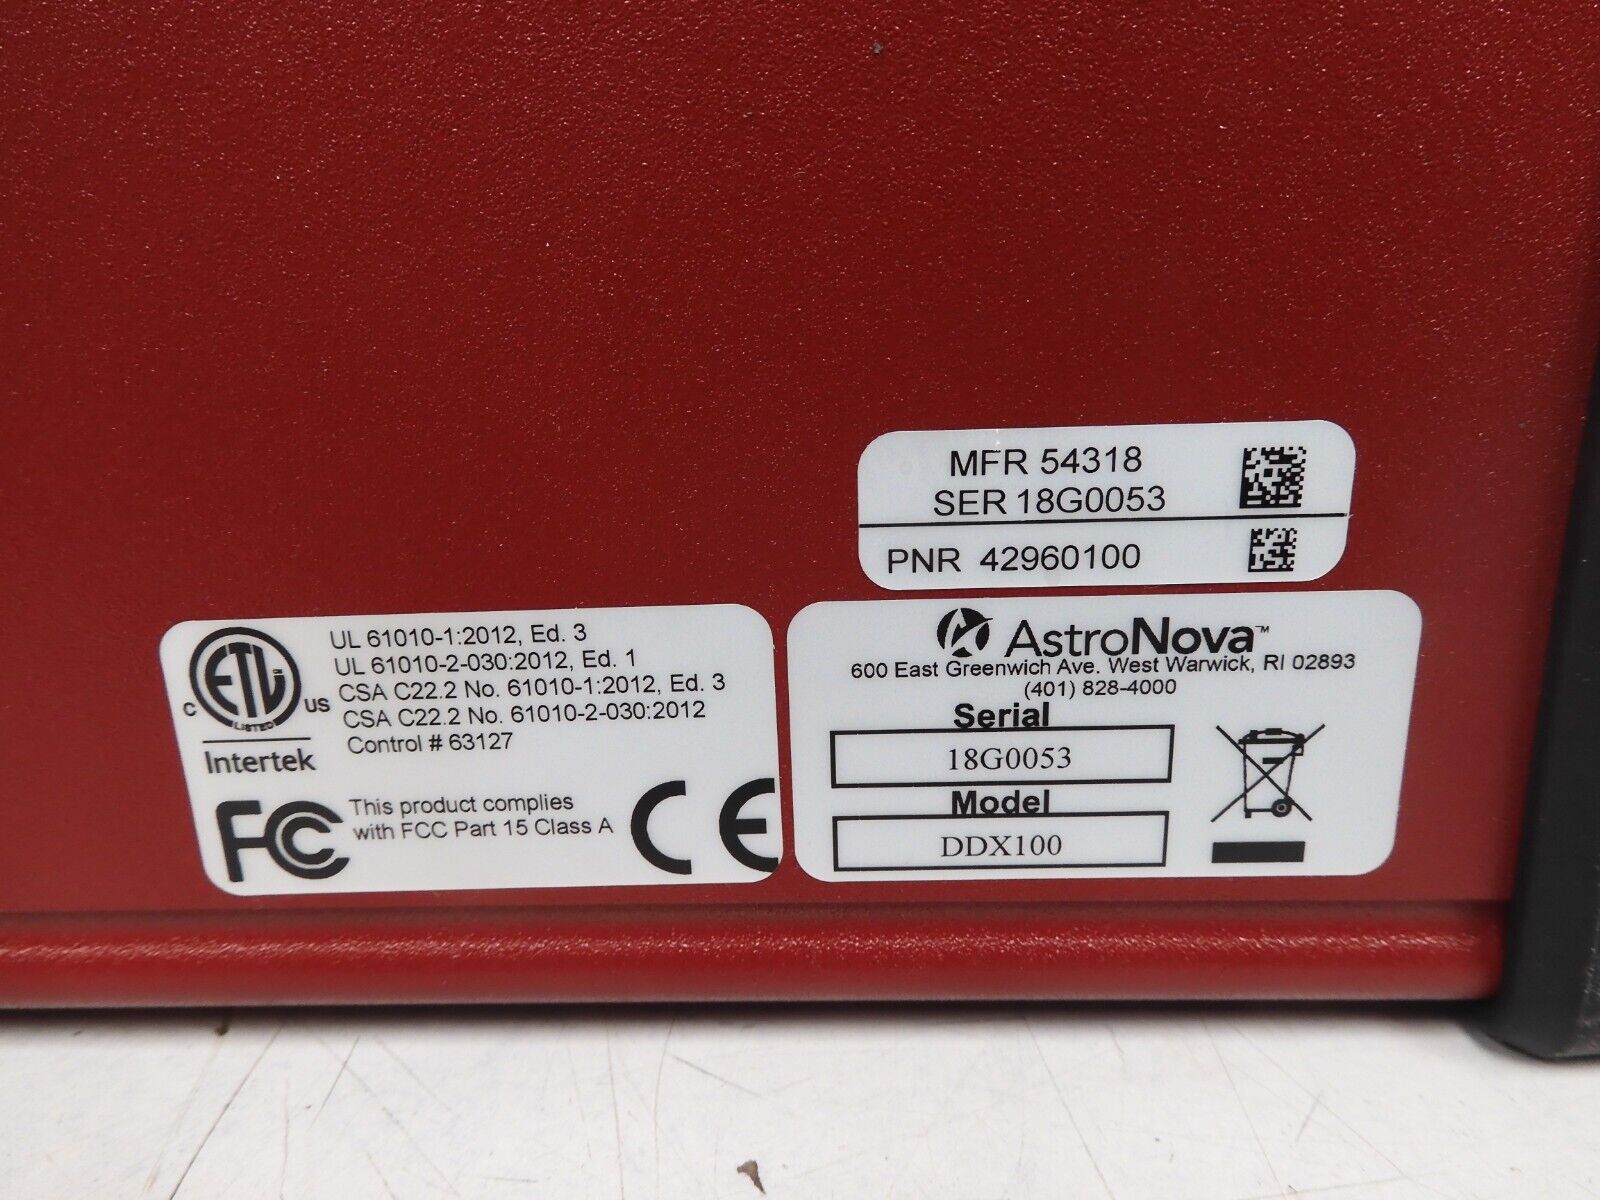 MFR 54318
SER 18G0053
PNR 42960100
ETL
LISTED
C
US
Intertek
UL 61010-1:2012, Ed. 3
UL 61010-2-030:2012, Ed. 1
CSA C22.2 No. 61010-1:2012, Ed. 3
CSA C22.2 No. 61010-2-030:2012
Control # 63127
FC
This product complies
with FCC Part 15 Class A
CE
AstroNova™
600 East Greenwich Ave. West Warwick, RI 02893
(401) 828-4000
Serial
18G0053
Model
DDX100